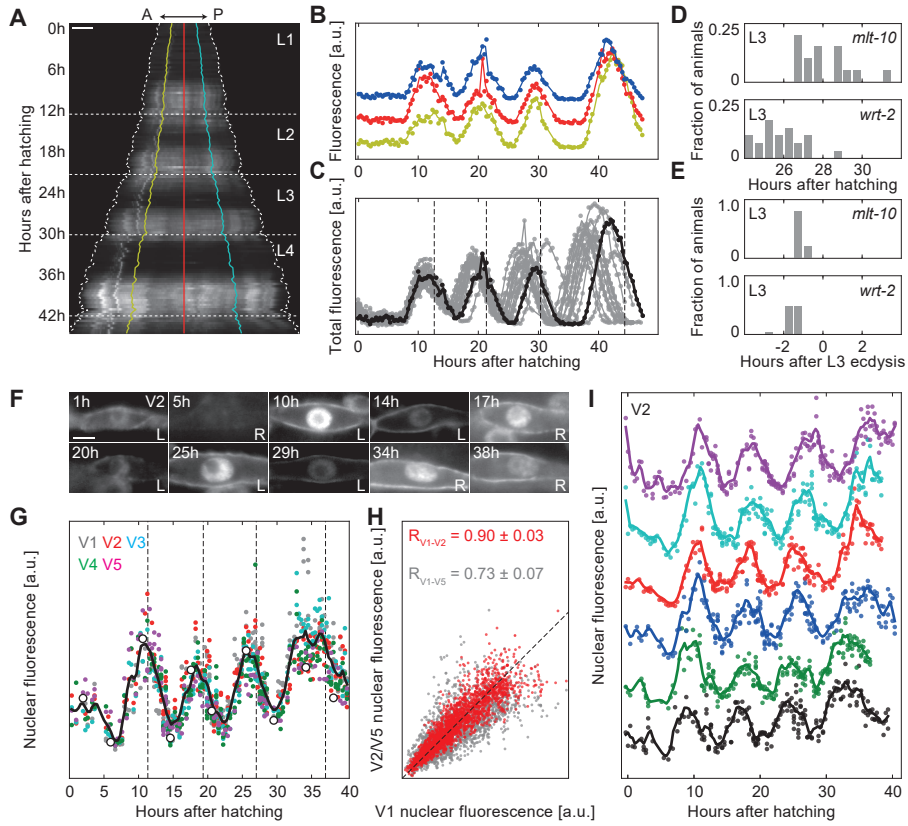 A
A P
0h
6h
12h
18h
24h
30h
36h
42h
Hours after hatching
L1
L2
L3
L4
B
Fluorescence [a.u.]
0 10 20 30 40
C
Total fluorescence [a.u.]
0 10 20 30 40
Hours after hatching
D
Fraction of animals
0.25
0
L3 mlt-10
0.25
0
L3 wrt-2
26 28 30
Hours after hatching
E
Fraction of animals
1.0
0
L3 mlt-10
1.0
0
L3 wrt-2
-2 0 2 4
Hours after L3 ecdysis
F
1h V2 L
5h R
10h L
14h L
17h R
20h L
25h L
29h L
34h R
38h R
G
V1 V2 V3
V4 V5
Nuclear fluorescence [a.u.]
0 5 10 15 20 25 30 35 40
Hours after hatching
H
RV1-V2 = 0.90 ± 0.03
RV1-V5 = 0.73 ± 0.07
V2/V5 nuclear fluorescence [a.u.]
V1 nuclear fluorescence [a.u.]
I
V2
Nuclear fluorescence [a.u.]
0 10 20 30 40
Hours after hatching